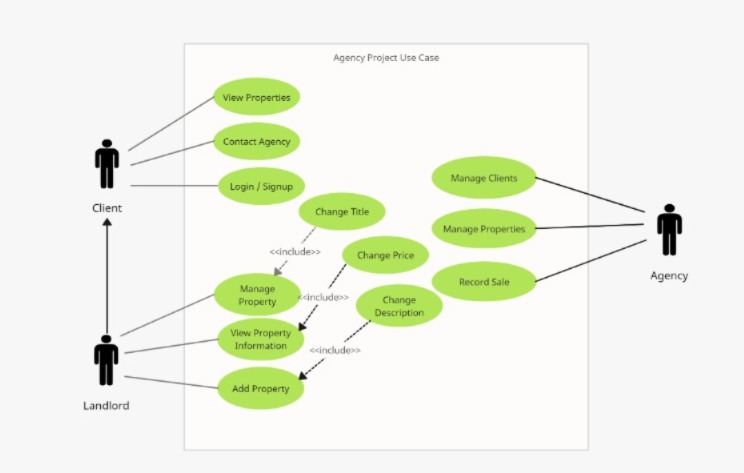 Agency Project Use Case
View Properties
Contact Agency
Login / Signup
Client
Change Title
<<include>>
Change Price
Manage
Property
<<include>>
Change
Description
View Property
Information
<<include>>
Add Property
Landlord
Manage Clients
Manage Properties
Record Sale
Agency